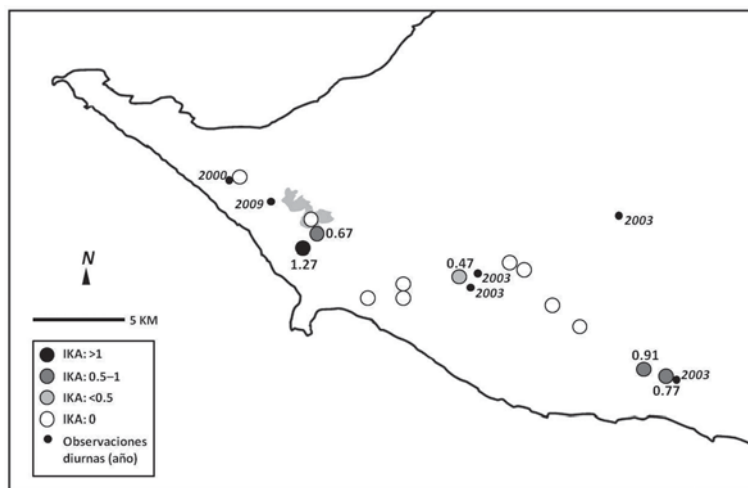 2000
2009
0.67
2003
1.27
0.47
2003
2003
N
5 KM
0.91
2003
0.77
IKA: >1
IKA: 0.5–1
IKA: <0.5
IKA: 0
Observaciones
diurnas (año)